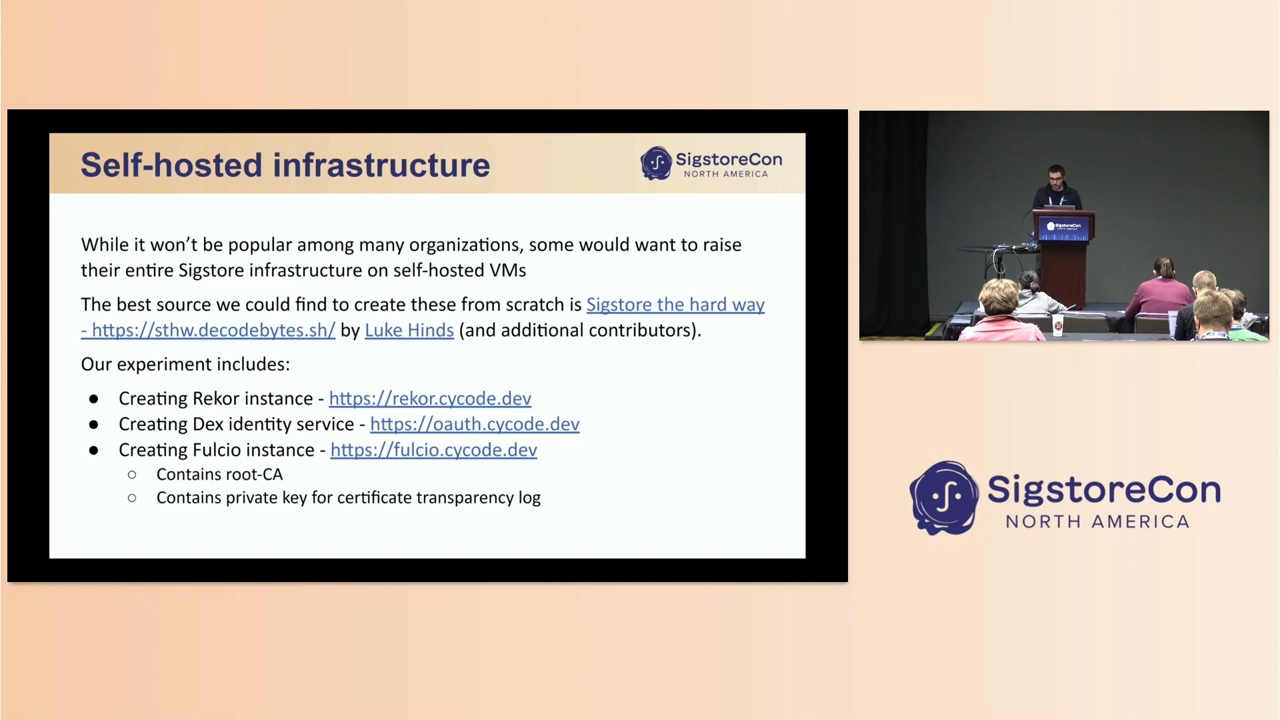 Self-hosted infrastructure
SigstoreCon
NORTH AMERICA
While it won't be popular among many organizations, some would want to raise
their entire Sigstore infrastructure on self-hosted VMs
The best source we could find to create these from scratch is Sigstore the hard way
- https://sthw.decodebytes.sh/ by Luke Hinds (and additional contributors).
Our experiment includes:
● Creating Rekor instance - https://rekor.cycode.dev
● Creating Dex identity service - https://oauth.cycode.dev
● Creating Fulcio instance - https://fulcio.cycode.dev
○ Contains root-CA
○ Contains private key for certificate transparency log
SigstoreCon
SigstoreCon
NORTH AMERICA